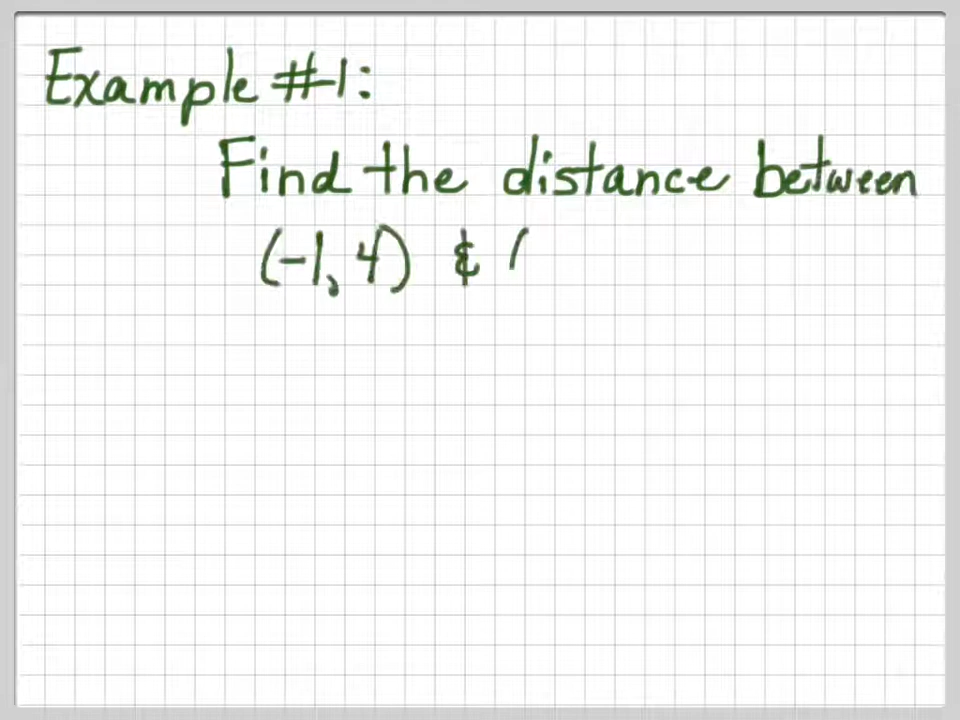 Example #1:
Find the distance between
(-1, 4) & (